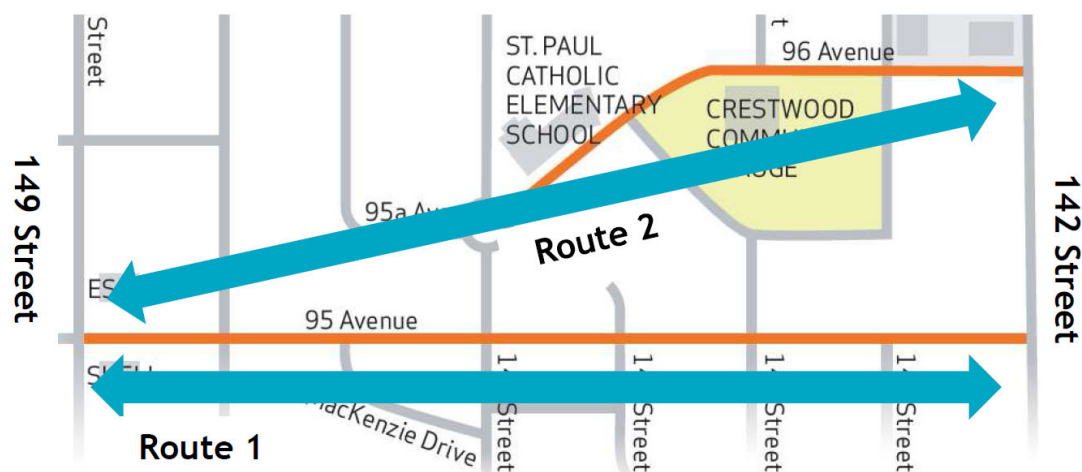 Street
t
ST. PAUL
CATHOLIC
ELEMENTARY
SCHOOL
96 Avenue
CRESTWOOD
149 Street
142 Street
95a
Route 2
95 Avenue
MacKenzie Drive
Street
Street
Street
Street
Route 1